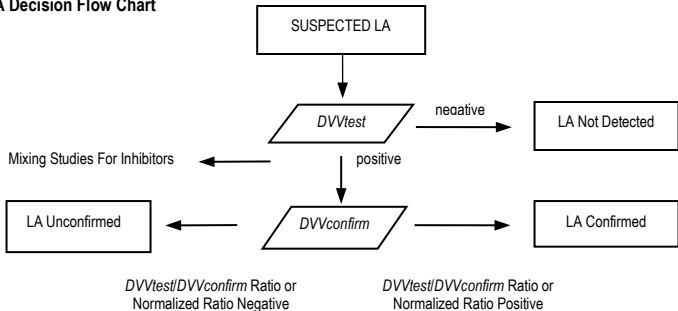 A Decision Flow Chart
SUSPECTED LA
DVVtest
negative
LA Not Detected
Mixing Studies For Inhibitors
positive
LA Unconfirmed
DVVconfirm
LA Confirmed
DVVtest/DVVconfirm Ratio or
Normalized Ratio Negative
DVVtest/DVVconfirm Ratio or
Normalized Ratio Positive